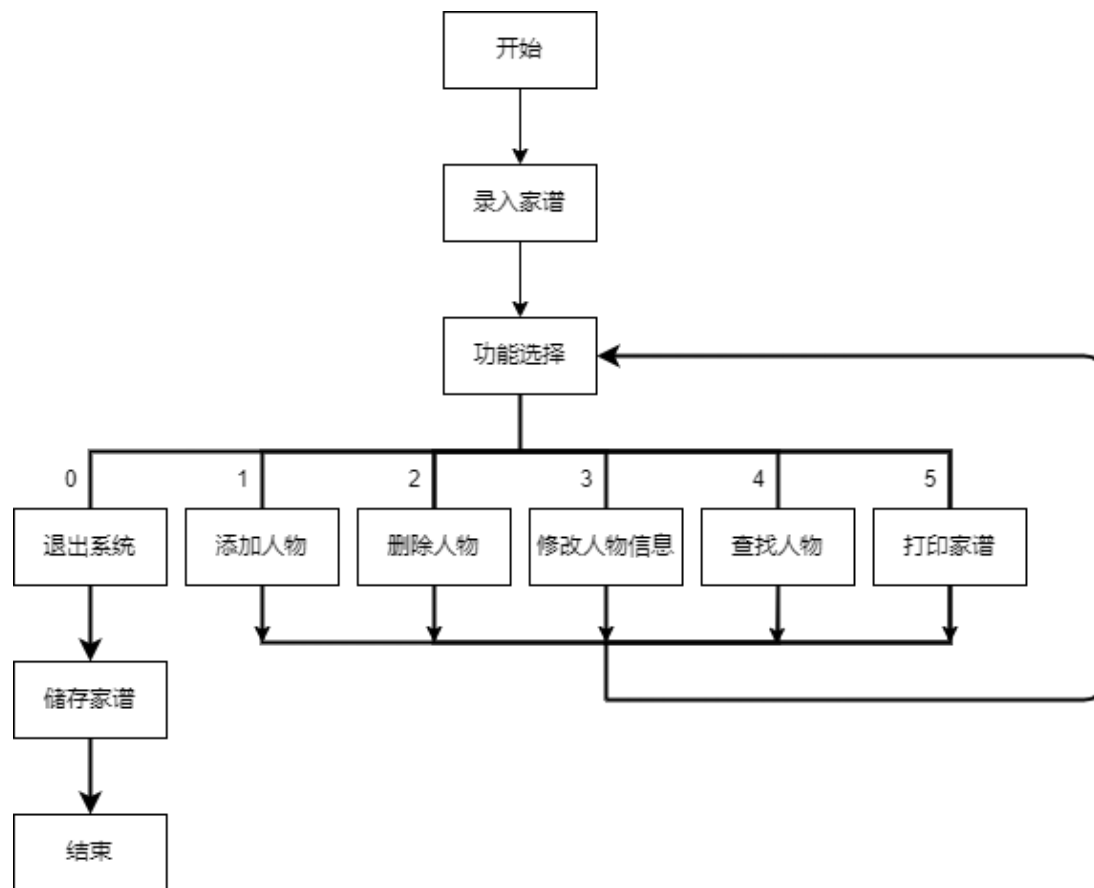 开始
录入家谱
功能选择
0
1
2
3
4
5
退出系统
添加人物
删除人物
修改人物信息
查找人物
打印家谱
储存家谱
结束